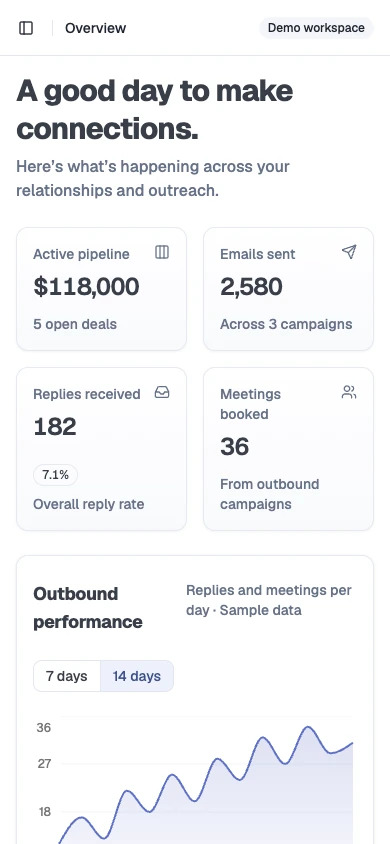 Overview
Demo workspace
A good day to make
connections.
Here’s what’s happening across your
relationships and outreach.
Active pipeline
$118,000
5 open deals
Emails sent
2,580
Across 3 campaigns
Replies received
182
7.1%
Overall reply rate
Meetings
booked
36
From outbound
campaigns
Outbound
performance
Replies and meetings per
day · Sample data
7 days
14 days
36
27
18